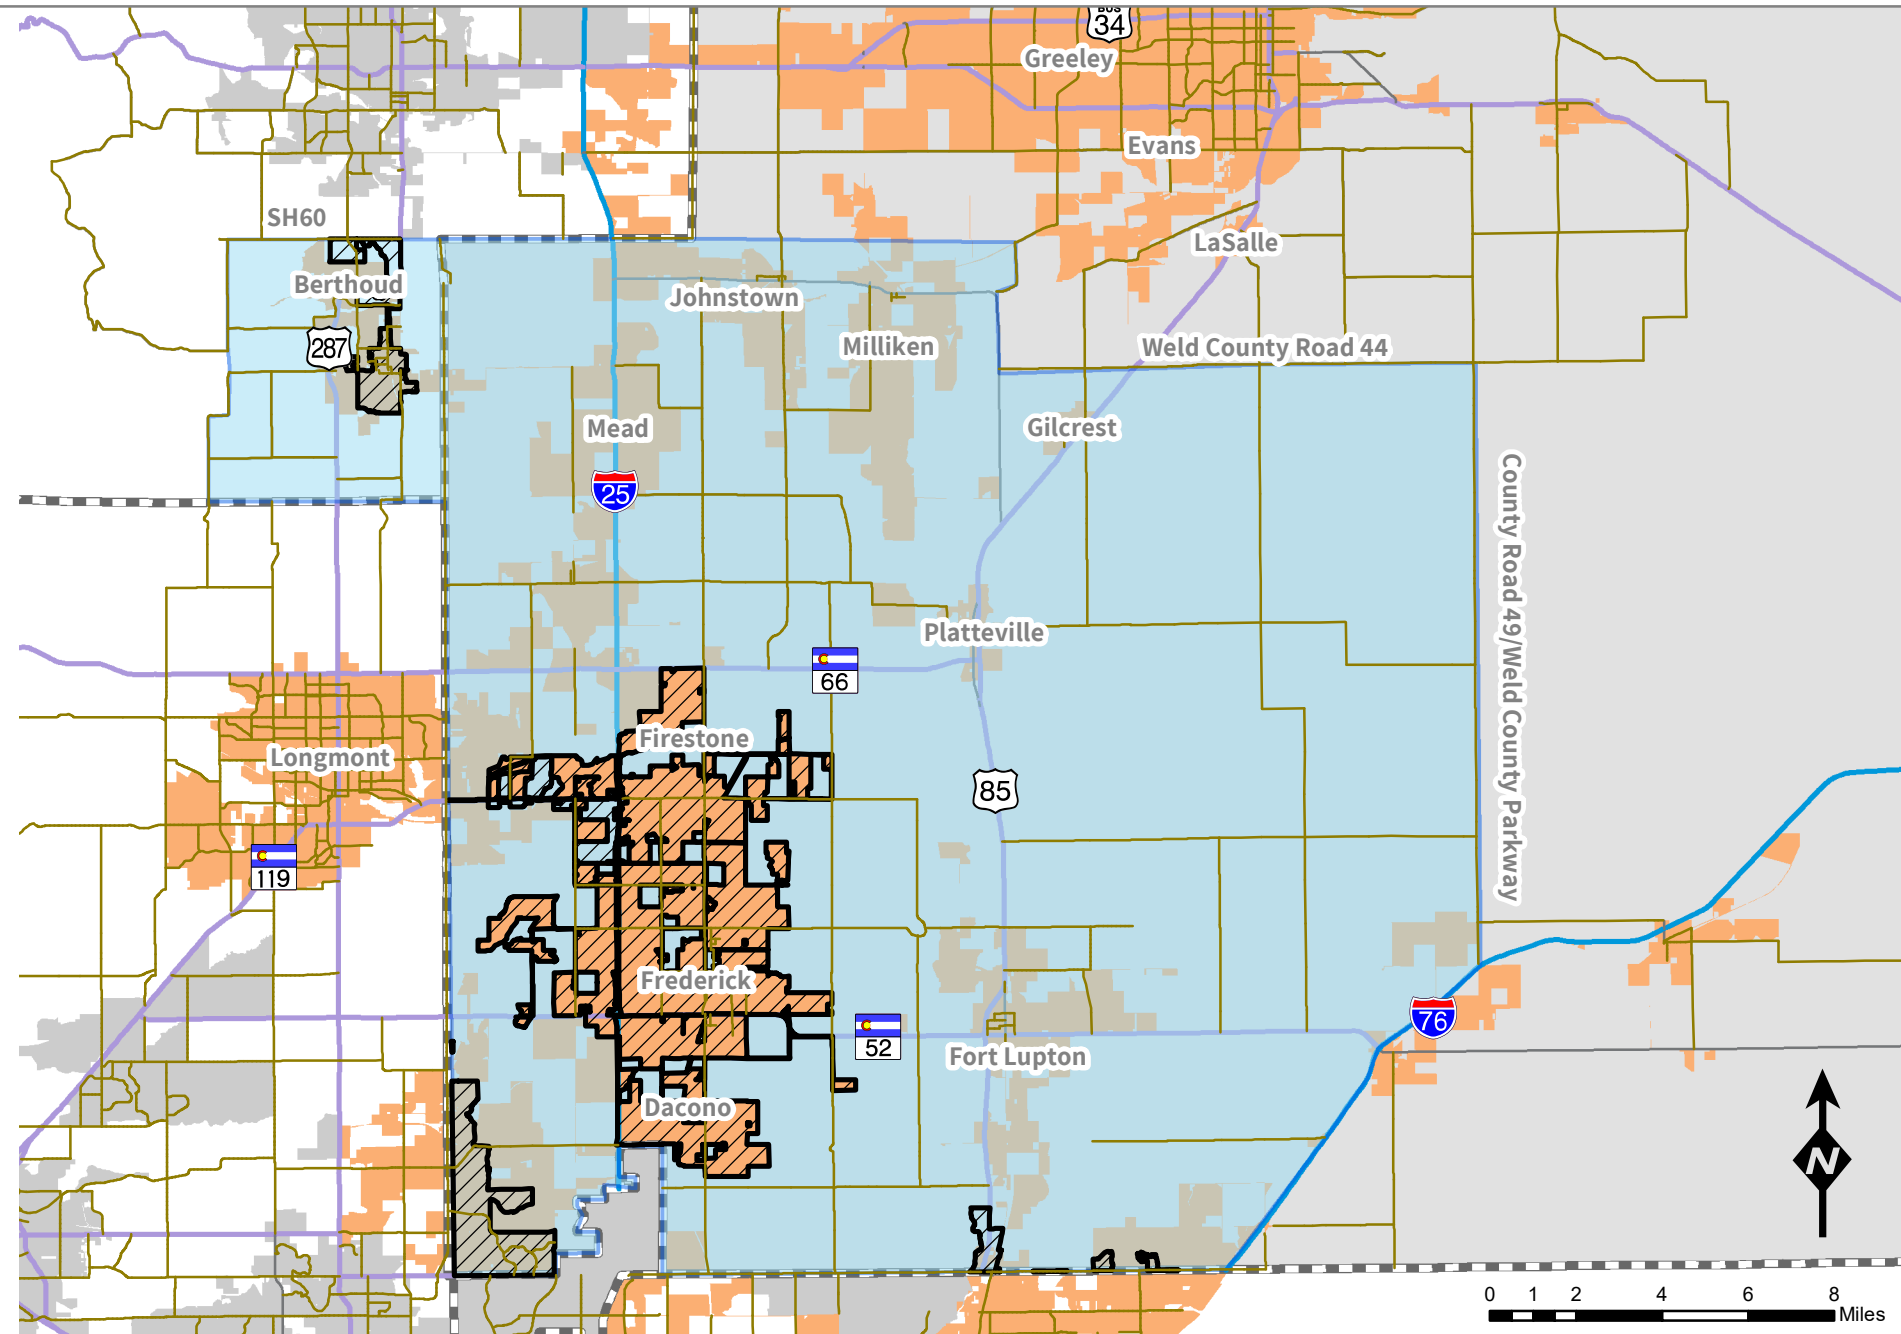 BUS
34
Greeley
Evans
SH60
LaSalle
Berthoud
Johnstown
287
Milliken
Weld County Road 44
Mead
Gilcrest
25
County Road 49/Weld County Parkway
Platteville
66
Firestone
Longmont
85
119
Frederick
76
52
Fort Lupton
Dacono
N
0 1 2 4 6 8
Miles